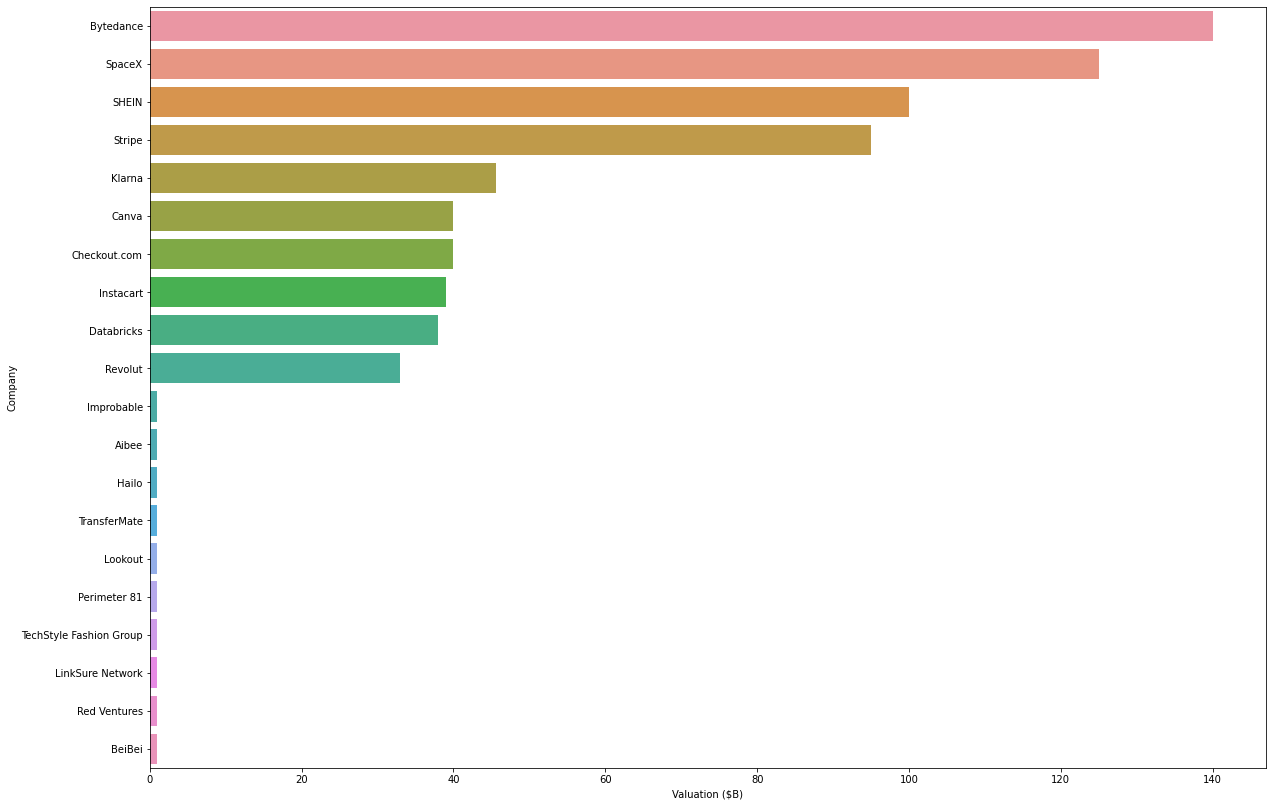 Bytedance
SpaceX
SHEIN
Stripe
Klarna
Canva
Checkout.com
Instacart
Databricks
Revolut
Company
Improbable
Aibee
Hailo
TransferMate
Lookout
Perimeter 81
TechStyle Fashion Group
LinkSure Network
Red Ventures
BeiBei
0 20 40 60 80 100 120 140
Valuation ($B)